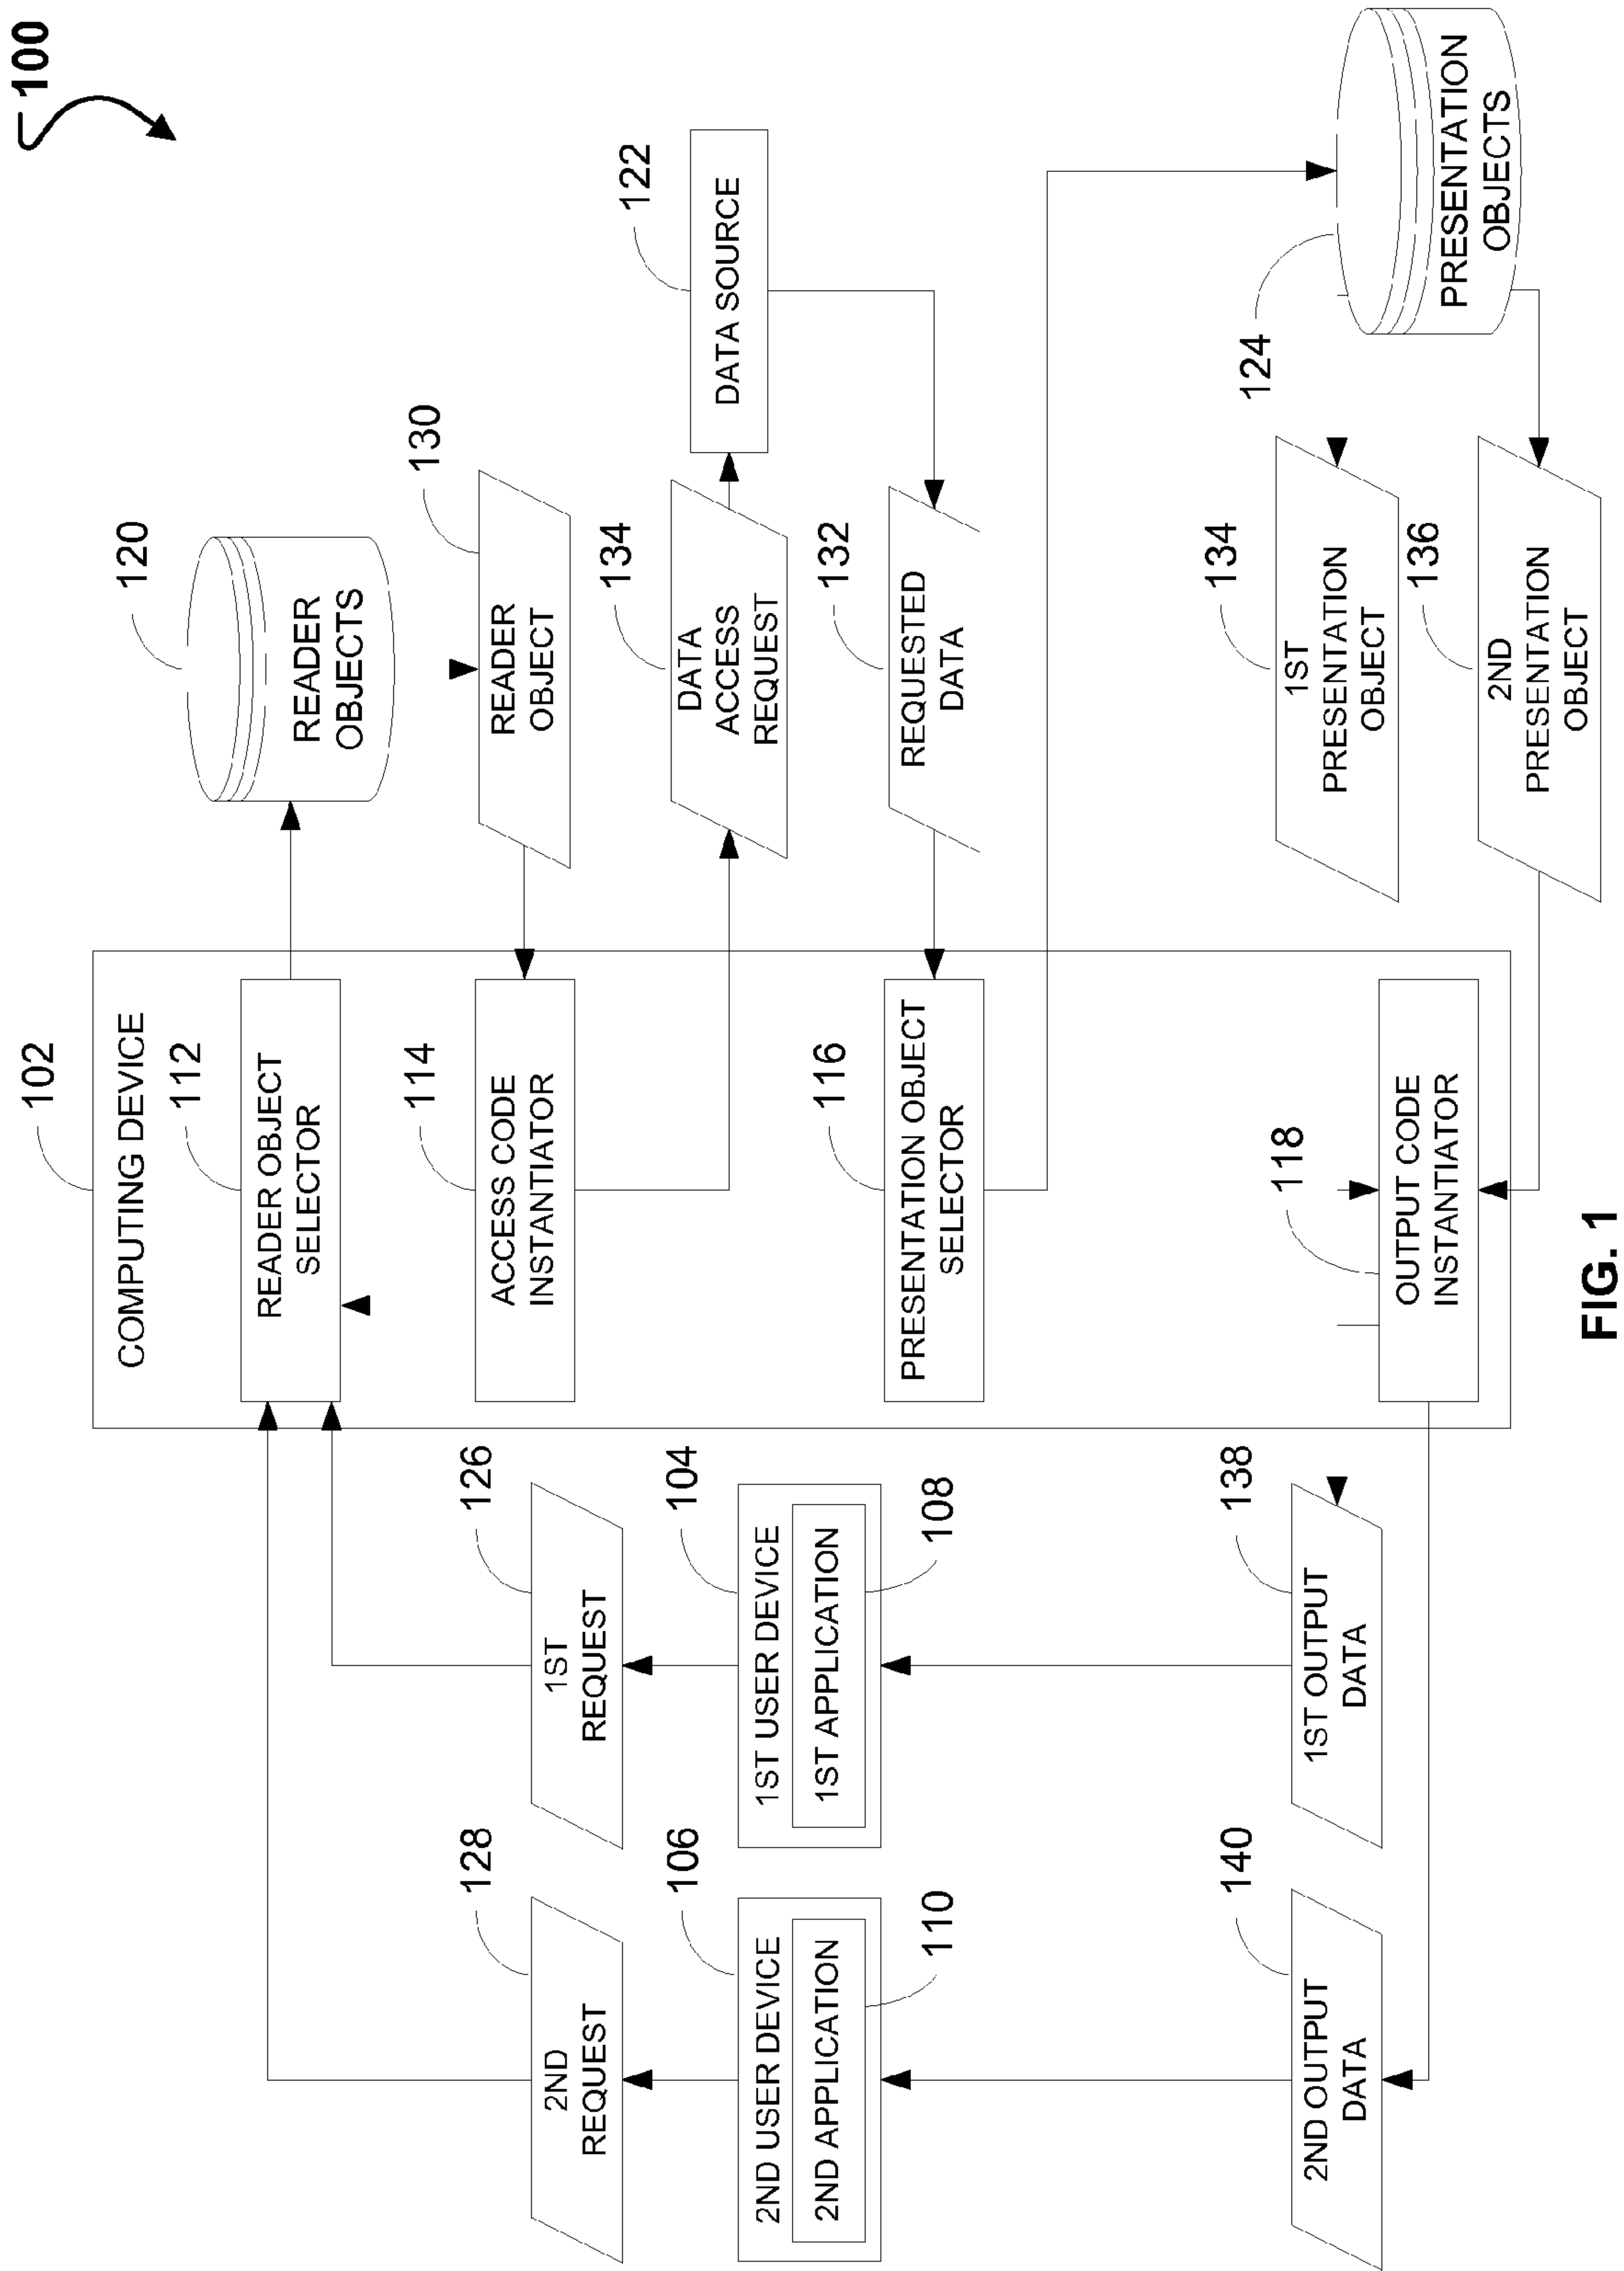 100
102
COMPUTING DEVICE
128
2ND
REQUEST
126
1ST
REQUEST
112
READER OBJECT
SELECTOR
120
READER
OBJECTS
114
ACCESS CODE
INSTANTIATOR
130
READER
OBJECT
106
2ND USER DEVICE
2ND APPLICATION
110
104
1ST USER DEVICE
1ST APPLICATION
108
134
DATA
ACCESS
REQUEST
122
DATA SOURCE
116
PRESENTATION OBJECT
SELECTOR
132
REQUESTED
DATA
140
2ND OUTPUT
DATA
138
1ST OUTPUT
DATA
118
OUTPUT CODE
INSTANTIATOR
134
1ST
PRESENTATION
OBJECT
124
PRESENTATION
OBJECTS
136
2ND
PRESENTATION
OBJECT
FIG. 1